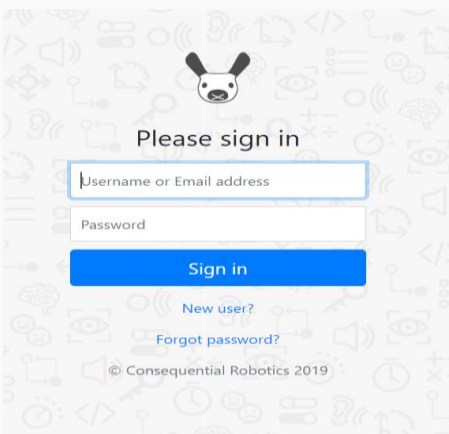 Please sign in
Username or Email address
Password
Sign in
New user?
Forgot password?
© Consequential Robotics 2019